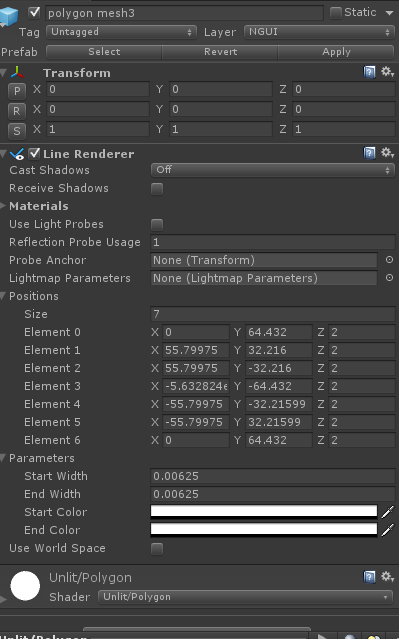 polygon mesh3 Static
Tag Untagged Layer NGUI
Prefab Select Revert Apply
Transform
P X 0 Y 0 Z 0
R X 0 Y 0 Z 0
S X 1 Y 1 Z 1
Line Renderer
Cast Shadows Off
Receive Shadows
Materials
Use Light Probes
Reflection Probe Usage 1
Probe Anchor None (Transform)
Lightmap Parameters None (Lightmap Parameters)
Positions
Size 7
Element 0 X 0 Y 64.432 Z 2
Element 1 X 55.79975 Y 32.216 Z 2
Element 2 X 55.79975 Y -32.216 Z 2
Element 3 X -5.632824e Y -64.432 Z 2
Element 4 X -55.79975 Y -32.21599 Z 2
Element 5 X -55.79975 Y 32.21599 Z 2
Element 6 X 0 Y 64.432 Z 2
Parameters
Start Width 0.00625
End Width 0.00625
Start Color
End Color
Use World Space
Unlit/Polygon
Shader Unlit/Polygon
Unlit/Polygon